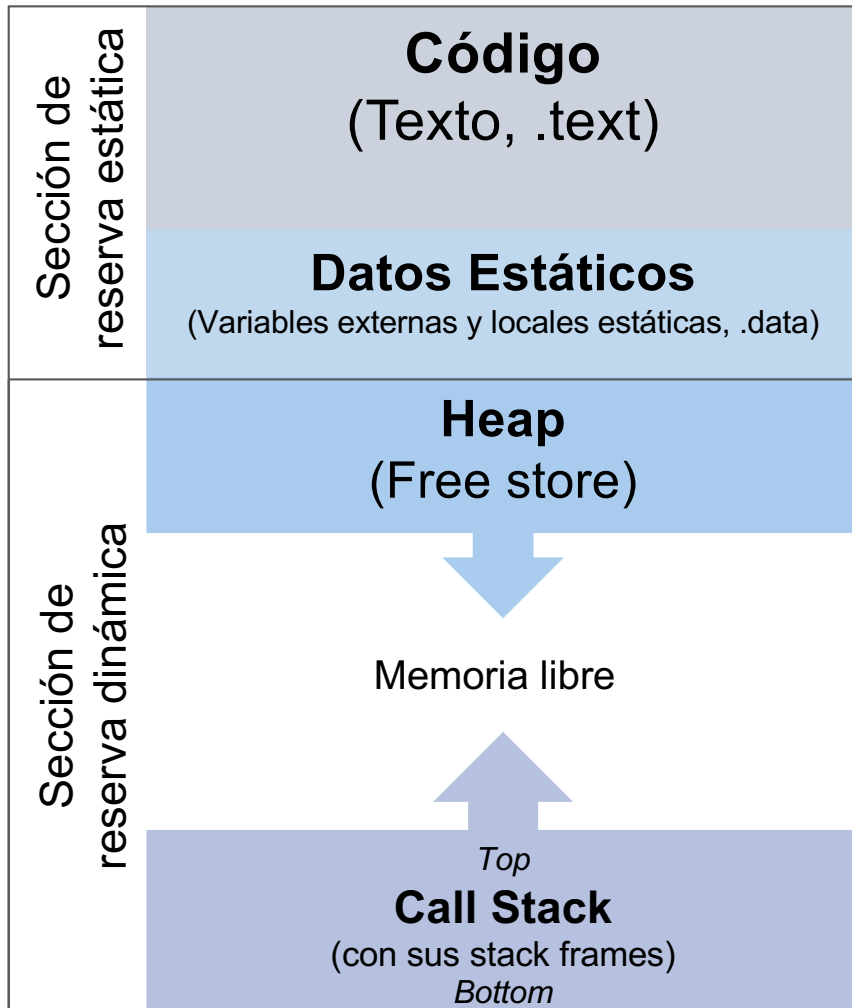 Sección de
reserva estática
Código
(Texto, .text)
Datos Estáticos
(Variables externas y locales estáticas, .data)
Sección de
reserva dinámica
Heap
(Free store)
Memoria libre
Top
Call Stack
(con sus stack frames)
Bottom